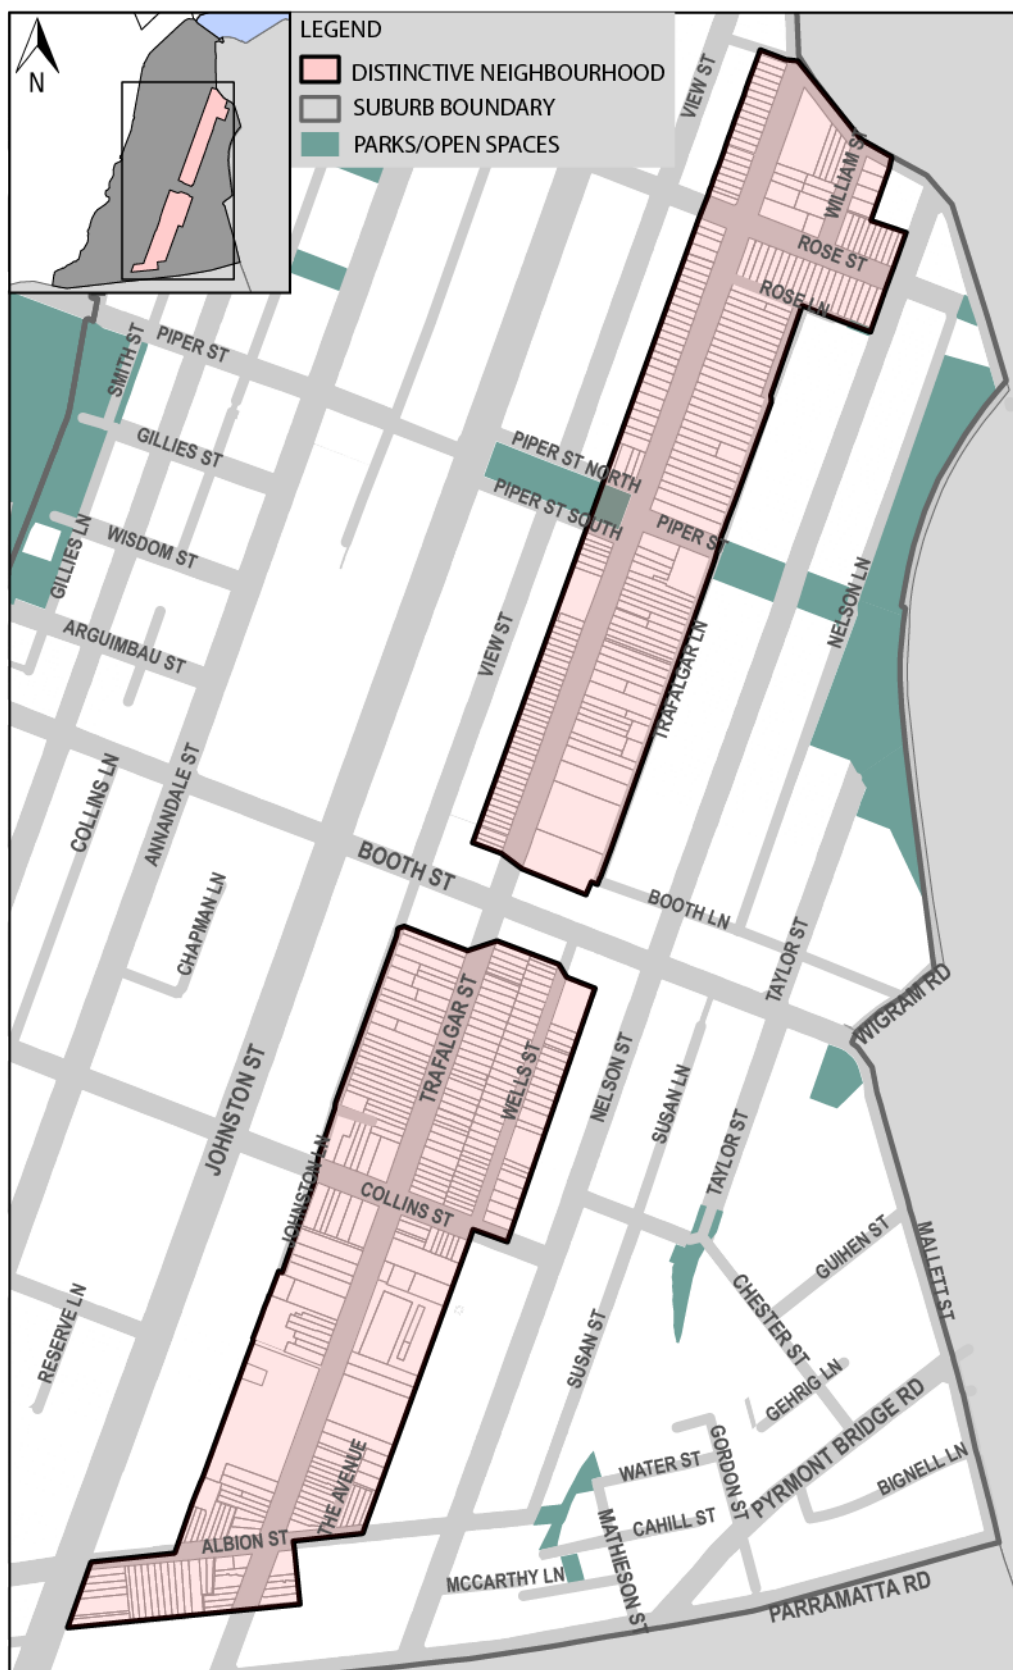 LEGEND
N
DISTINCTIVE NEIGHBOURHOOD
SUBURB BOUNDARY
PARKS/OPEN SPACES
VIEW ST
WILLIAM ST
ROSE ST
ROSE LN
PIPER ST
SMITH ST
GILLIES ST
PIPER ST NORTH
PIPER ST SOUTH
PIPER ST
WISDOM ST
GILLIES LN
NELSON LN
ARGUIMBAU ST
VIEW ST
TRAFALGAR LN
COLLINS LN
ANNANDALE ST
BOOTH ST
CHAPMAN LN
BOOTH LN
TAYLOR ST
WIGRAM RD
TRAFALGAR ST
WELLS ST
NELSON ST
SUSAN LN
JOHNSTON ST
TAYLOR ST
JOHNSTON LN
COLLINS ST
GUIHEN ST
MALLETT ST
RESERVE LN
CHESTER ST
SUSAN ST
GEHRIG LN
PYRMONT BRIDGE RD
THE AVENUE
WATER ST
GORDON ST
BIGNELL LN
ALBION ST
CAHILL ST
MATHIESON ST
MCCARTHY LN
PARRAMATTA RD